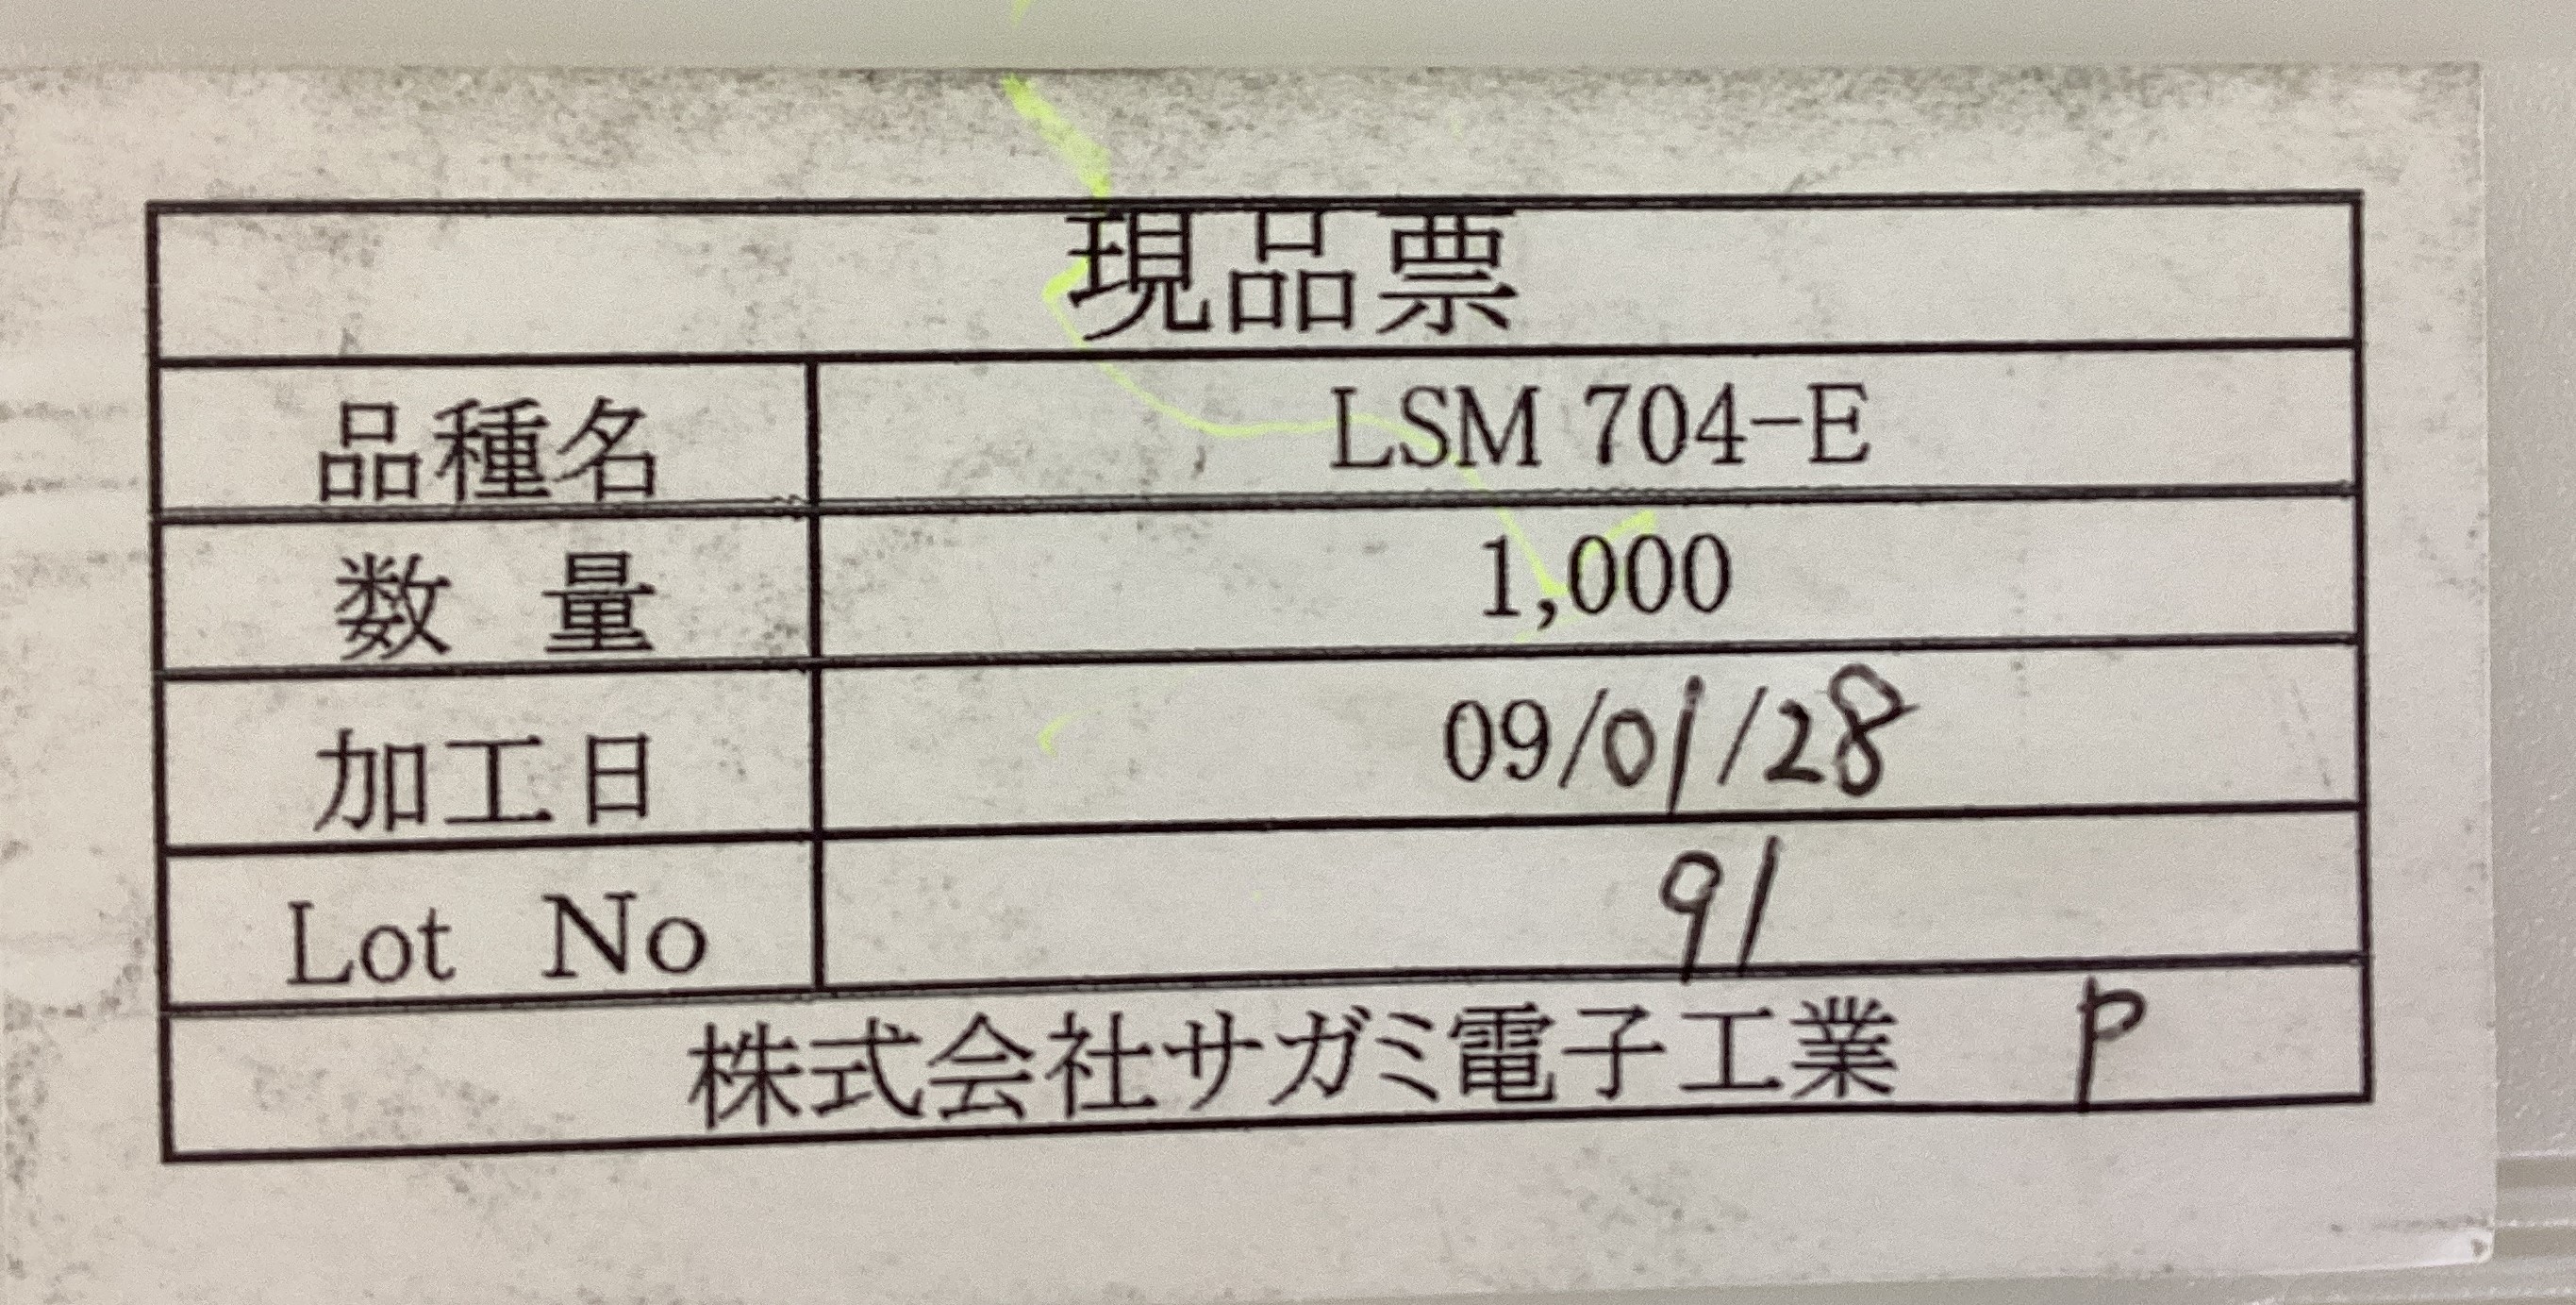 現品票
品種名 LSM 704-E
数 量 1,000
加工日 09/01/28
Lot No 91
株式会社サガミ電子工業 P